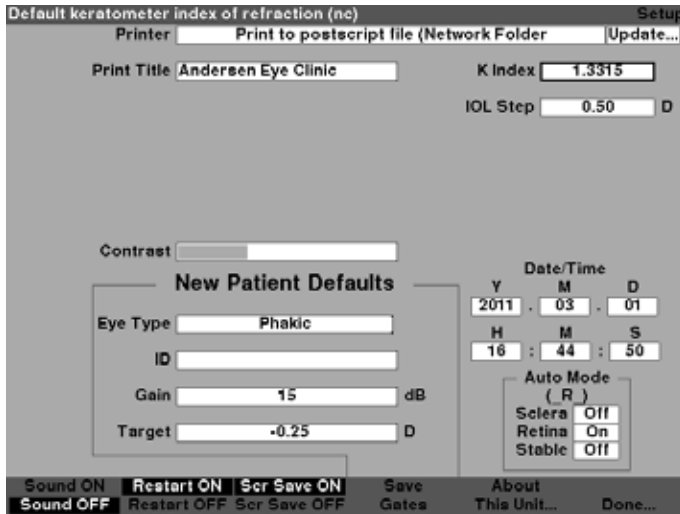 Default keratometer index of refraction (nc) Setup
Printer Print to postscript file (Network Folder Update...
Print Title Andersen Eye Clinic K Index 1.3315
IOL Step 0.50 D
Contrast
New Patient Defaults
Date/Time
Y M D
2011 . 03 . 01
Eye Type Phakic
H M S
16 : 44 : 50
ID
Auto Mode
(_R_)
Gain 15 dB
Sclera Off
Target -0.25 D
Retina On
Stable Off
Sound ON Restart ON Scr Save ON Save About
Sound OFF Restart OFF Scr Save OFF Gates This Unit... Done...